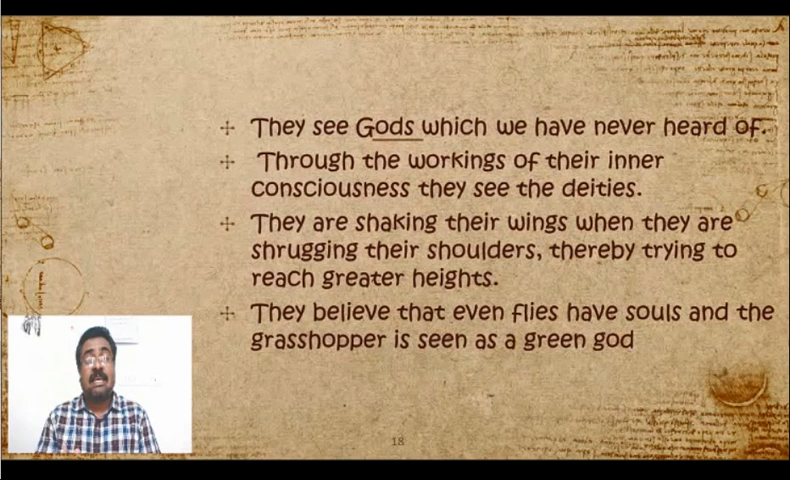 They see Gods which we have never heard of.
Through the workings of their inner
consciousness they see the deities.
They are shaking their wings when they are
shrugging their shoulders, thereby trying to
reach greater heights.
They believe that even flies have souls and the
grasshopper is seen as a green god
18